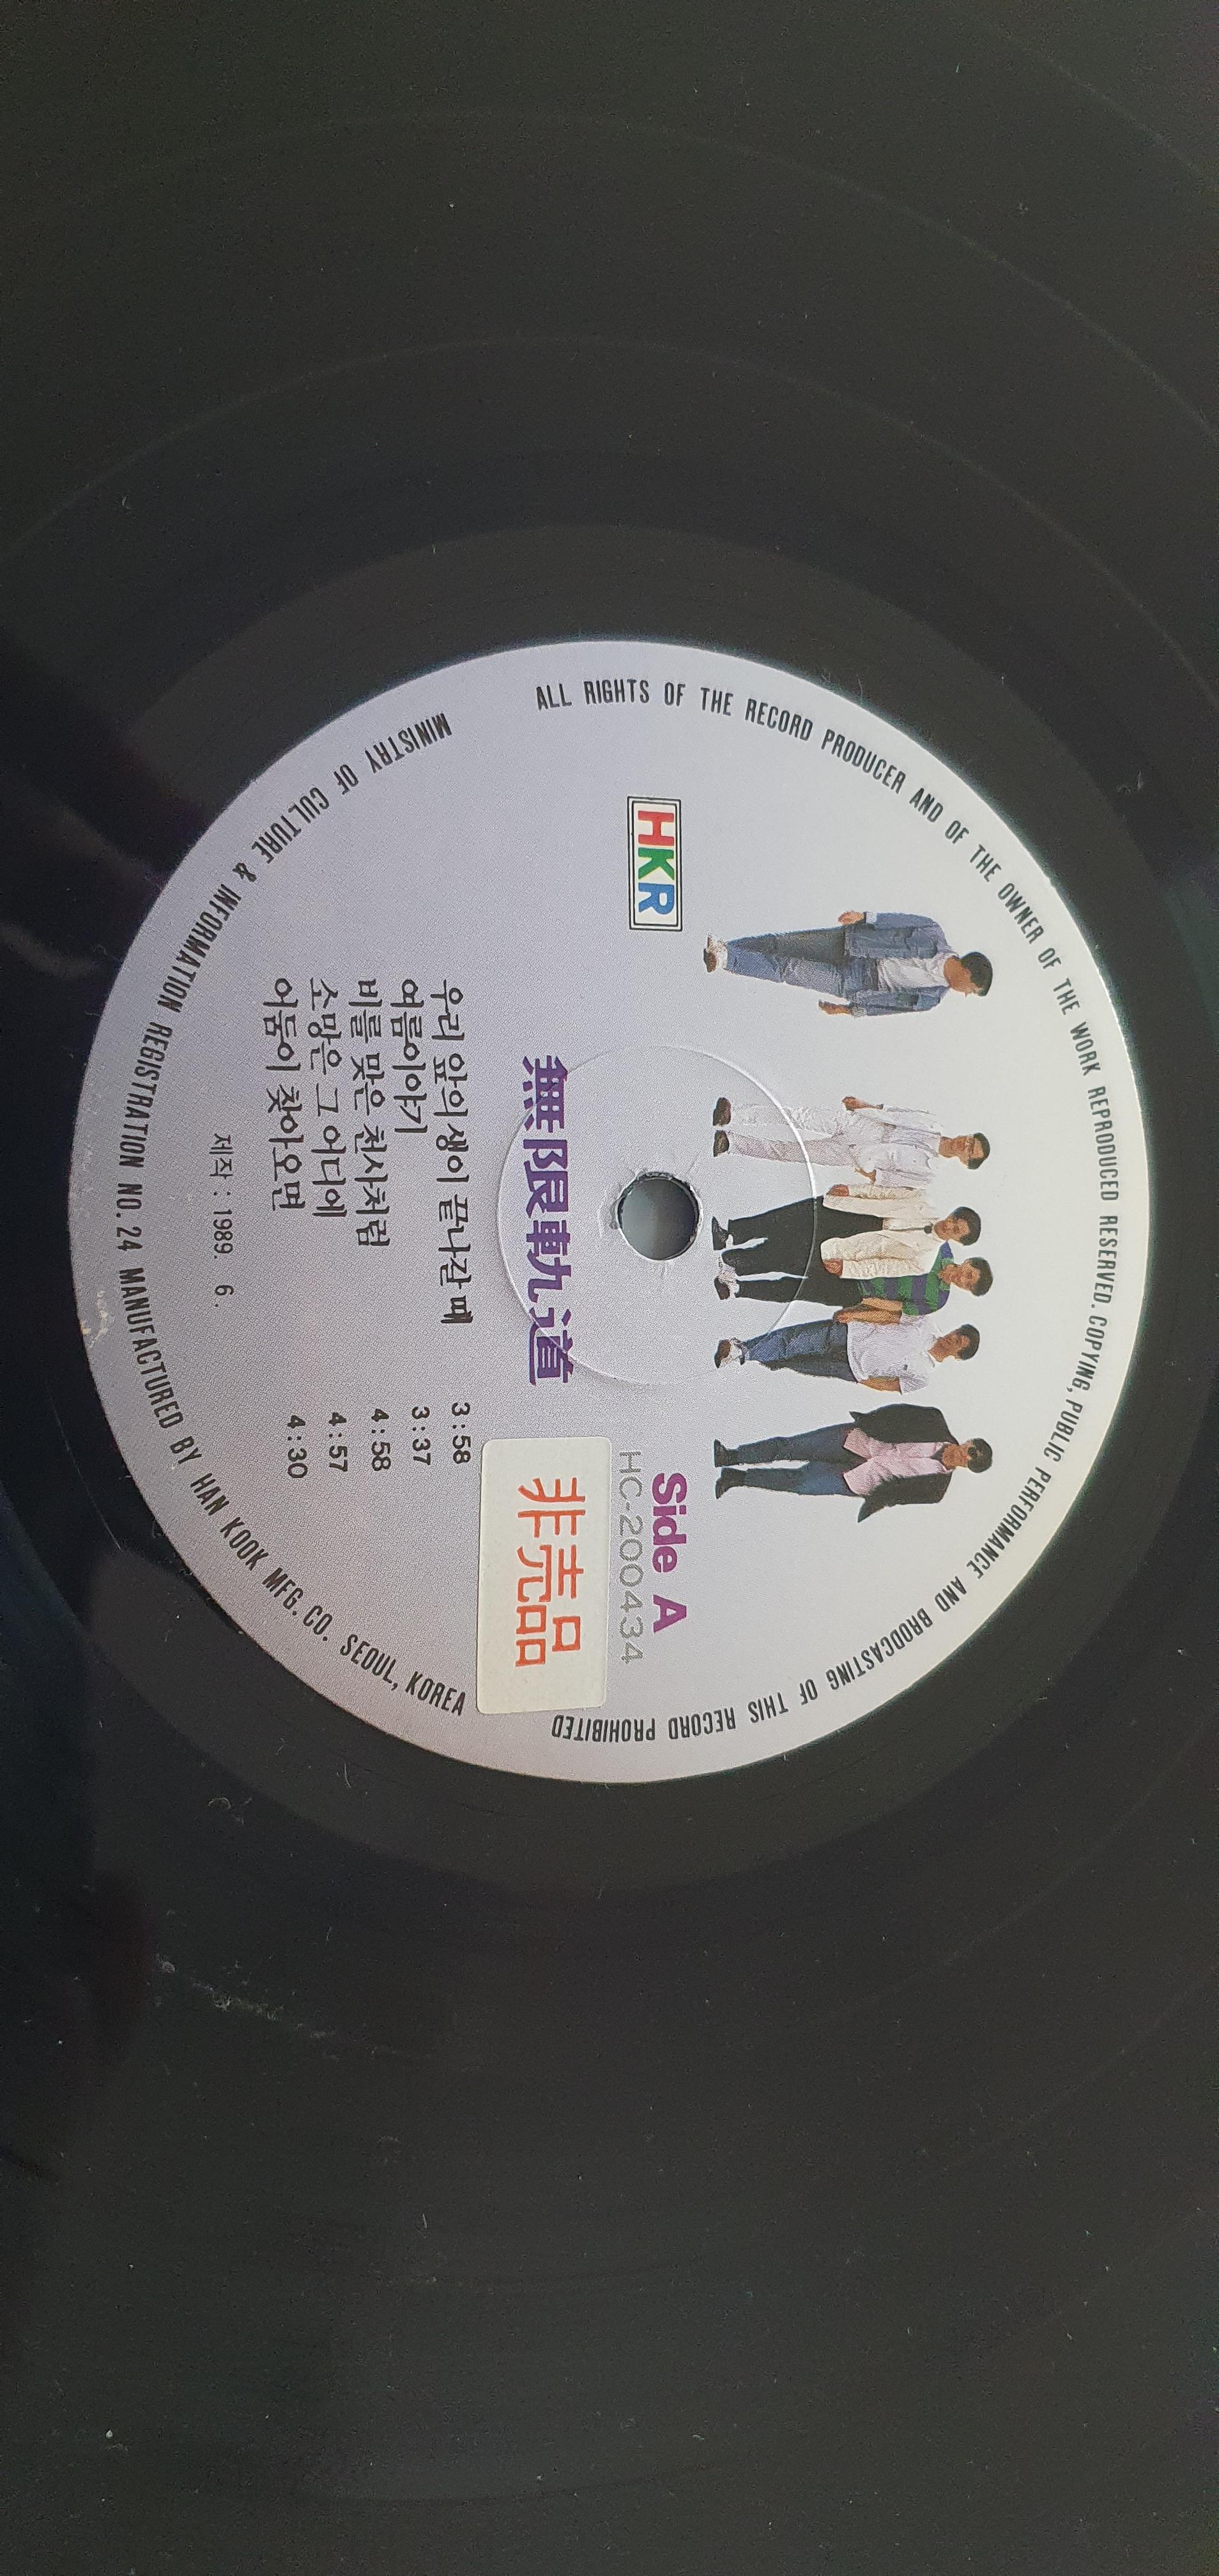 ALL RIGHTS OF THE RECORD PRODUCER AND OF THE OWNER OF THE WORK REPRODUCED RESERVED. COPYING, PUBLIC PERFORMANCE AND BRODCASTING OF THIS RECORD PROHIBITED
HKR
Side A
HC-200434
非売品
無限軌道
우리 앞의 생이 끝나갈 때 3:58
여름이야기 3:37
비를 맞은 천사처럼 4:58
소망은 그 어디에 4:57
어둠이 찾아오면 4:30
제작 : 1989. 6.
MINISTRY OF CULTURE & INFORMATION REGISTRATION NO. 24 MANUFACTURED BY HAN KOOK MFG. CO. SEOUL, KOREA